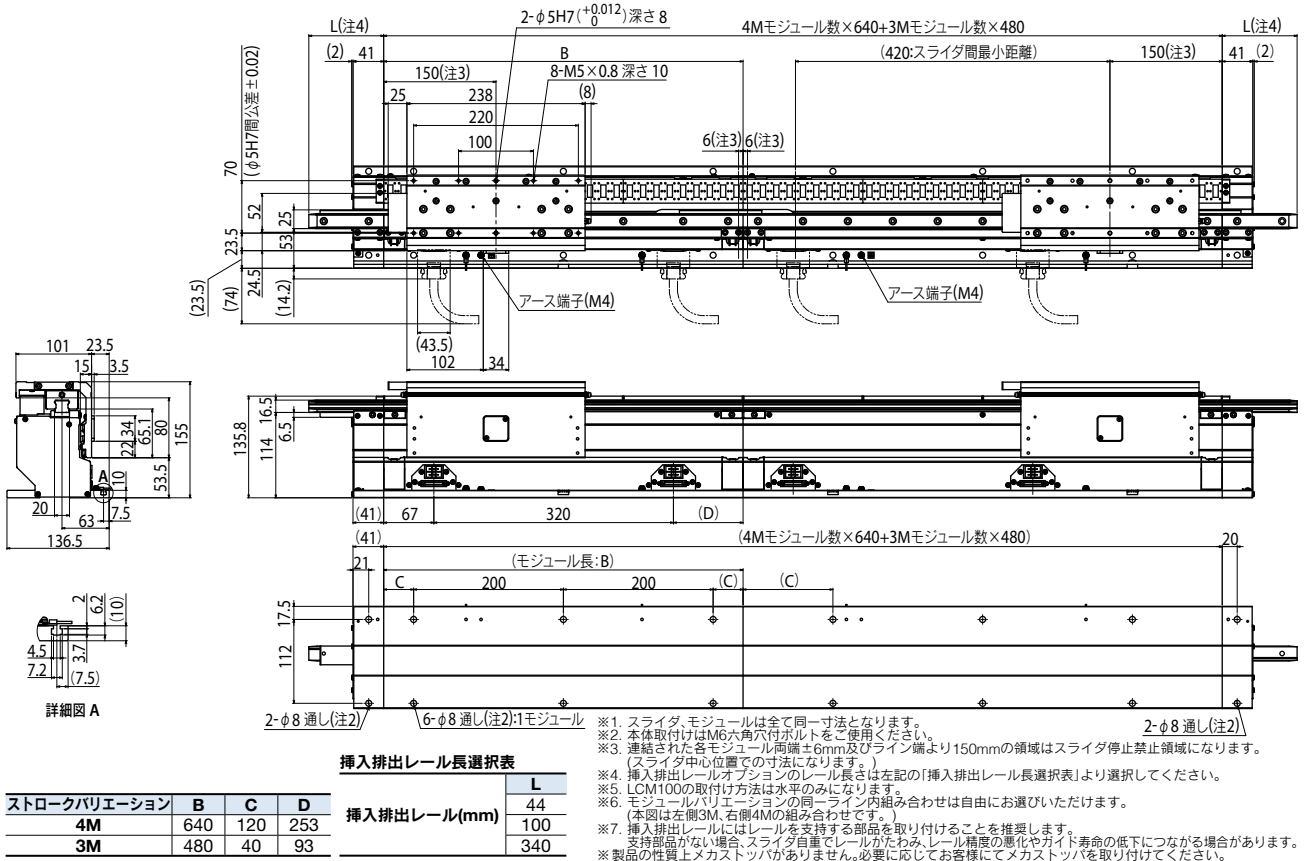 L(注4)
2-φ5H7(+0.012 0)深さ8
4Mモジュール数×640+3Mモジュール数×480
L(注4)
(2)
41
B
(420:スライダ間最小距離)
150(注3)
41
(2)
150(注3)
8-M5×0.8 深さ10
25
238
(8)
220
100
6(注3)
6(注3)
(φ5H7間公差±0.02)
70
52
25
23.5
53
24.5
(23.5)
(74)
(14.2)
アース端子(M4)
アース端子(M4)
(43.5)
102
34
101
23.5
15
3.5
22
34
65.1
80
155
A
10
53.5
20
63
7.5
136.5
135.8
16.5
6.5
114
(41)
67
320
(D)
(41)
(4Mモジュール数×640+3Mモジュール数×480)
20
21
(モジュール長:B)
C
200
200
(C)
(C)
17.5
112
2
6.2
(10)
4.5
3.7
7.2
(7.5)
詳細図 A
2-φ8 通し(注2)
6-φ8 通し(注2):1モジュール
2-φ8 通し(注2)
※1. スライダ、モジュールは全て同一寸法となります。
※2. 本体取付けはM6六角穴付ボルトをご使用ください。
※3. 連結された各モジュール両端±6mm及びライン端より150mmの領域はスライダ停止禁止領域になります。
(スライダ中心位置での寸法になります。)
※4. 挿入排出レールオプションのレール長さは左記の「挿入排出レール長選択表」より選択してください。
※5. LCM100の取付け方法は水平のみになります。
※6. モジュールバリエーションの同一ライン内組み合わせは自由にお選びいただけます。
(本図は左側3M、右側4Mの組み合わせです。)
※7. 挿入排出レールにはレールを支持する部品を取り付けることを推奨します。
支持部品がない場合、スライダ自重でレールがたわみ、レール精度の悪化やガイド寿命の低下につながる場合があります。
※製品の性質上メカストッパがありません。必要に応じてお客様にてメカストッパを取り付けてください。
ストロークバリエーション B C D
4M 640 120 253
3M 480 40 93
挿入排出レール長選択表
L
挿入排出レール(mm)
44
100
340